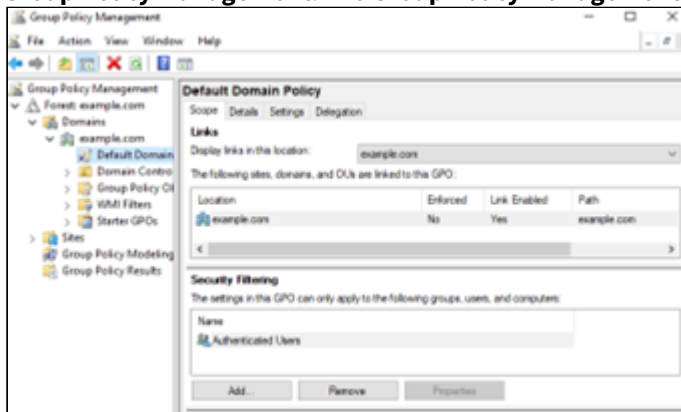 Group Policy Management
File Action View Window Help
Group Policy Management
Forest: example.com
Domains
example.com
Default Domain
Domain Contro
Group Policy Ol
WMI Filters
Starter GPOs
Sites
Group Policy Modeling
Group Policy Results
Default Domain Policy
Scope Details Settings Delegation
Links
Display links in this location: example.com
The following sites, domains, and OUs are linked to this GPO:
Location Enforced Link Enabled Path
example.com No Yes example.com
Security Filtering
The settings in this GPO can only apply to the following groups, users, and computers:
Name
Authenticated Users
Add... Remove Properties